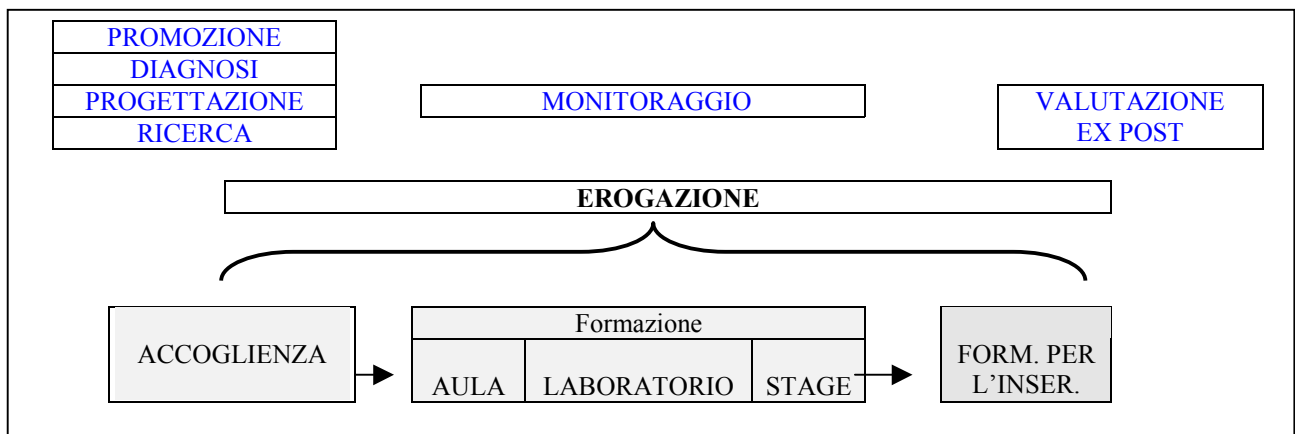 PROMOZIONE
DIAGNOSI
PROGETTAZIONE
RICERCA
MONITORAGGIO
VALUTAZIONE
EX POST
EROGAZIONE
ACCOGLIENZA
Formazione
AULA
LABORATORIO
STAGE
FORM. PER
L’INSER.